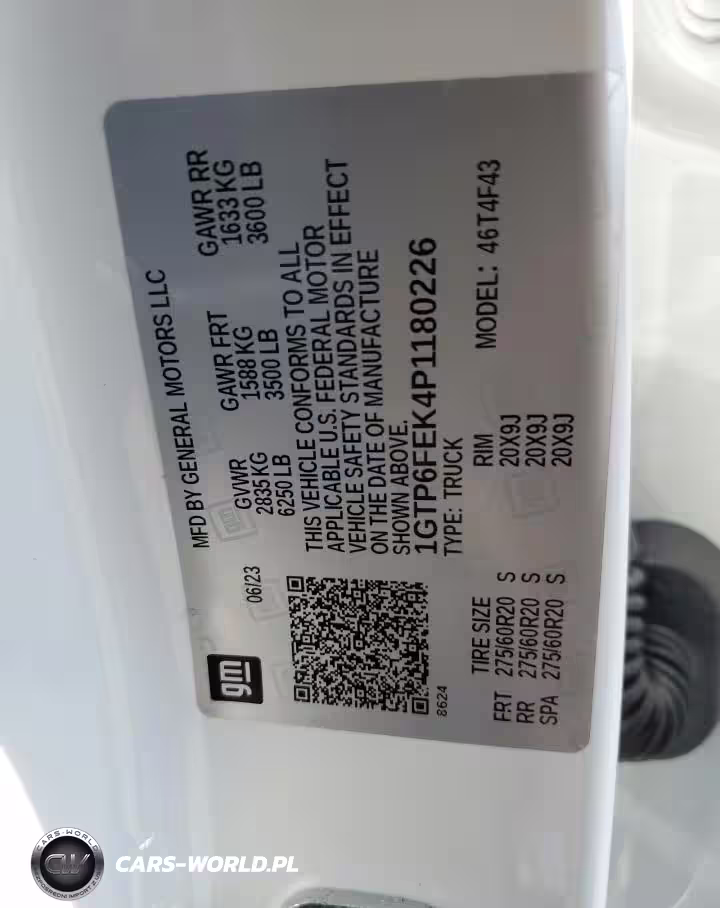 gm
MFD BY GENERAL MOTORS LLC
06/23
GVWR GAWR FRT GAWR RR
2835 KG 1588 KG 1633 KG
6250 LB 3500 LB 3600 LB
THIS VEHICLE CONFORMS TO ALL
APPLICABLE U.S. FEDERAL MOTOR
VEHICLE SAFETY STANDARDS IN EFFECT
ON THE DATE OF MANUFACTURE
SHOWN ABOVE.
1GTP6FEK4P1180226
8624
TYPE: TRUCK
MODEL: 46T4F43
TIRE SIZE RIM
FRT 275/60R20 S 20X9J
RR 275/60R20 S 20X9J
SPA 275/60R20 S 20X9J
CARS-WORLD
CW
CARS-WORLD.PL